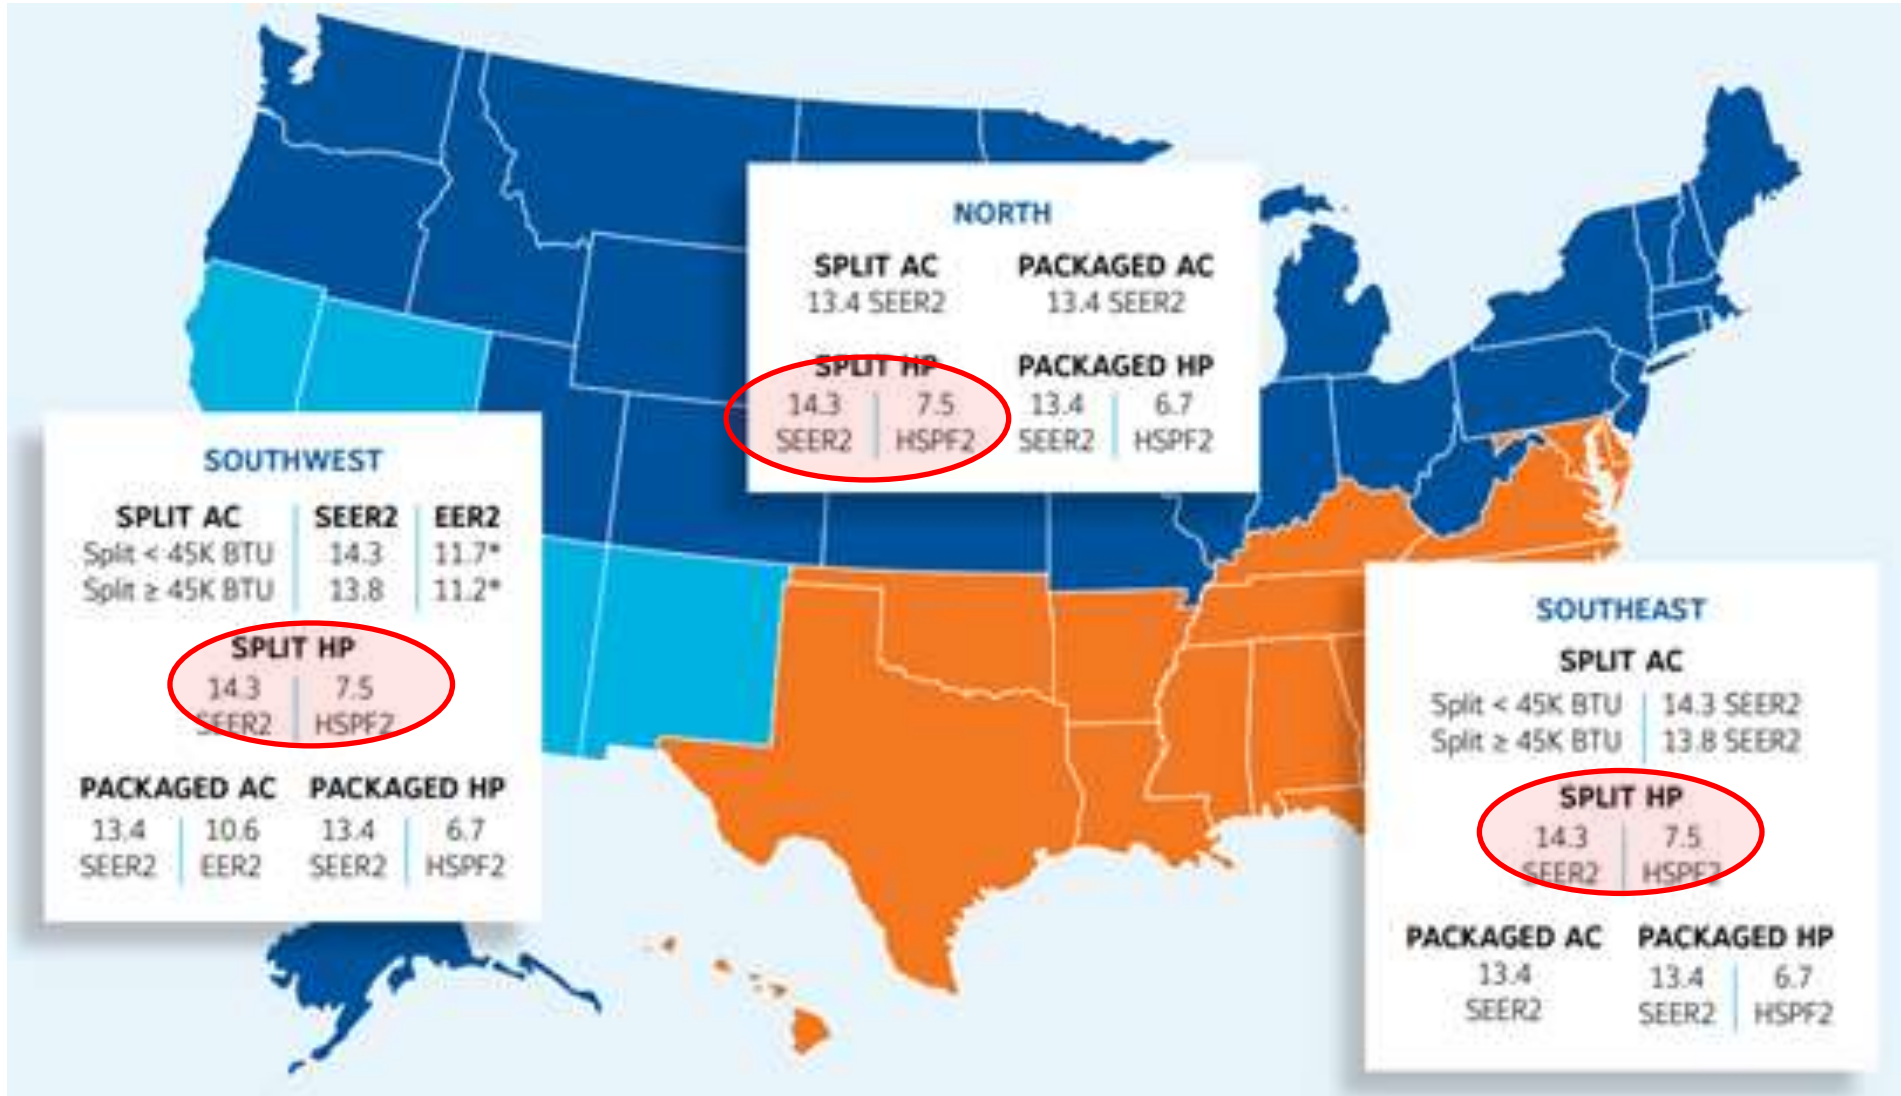 NORTH
SPLIT AC PACKAGED AC
13.4 SEER2 13.4 SEER2
SPLIT HP PACKAGED HP
14.3 7.5 13.4 6.7
SEER2 HSPF2 SEER2 HSPF2
SOUTHWEST
SPLIT AC SEER2 EER2
Split < 45K BTU 14.3 11.7*
Split ≥ 45K BTU 13.8 11.2*
SPLIT HP
14.3 7.5
SEER2 HSPF2
PACKAGED AC PACKAGED HP
13.4 10.6 13.4 6.7
SEER2 EER2 SEER2 HSPF2
SOUTHEAST
SPLIT AC
Split < 45K BTU 14.3 SEER2
Split ≥ 45K BTU 13.8 SEER2
SPLIT HP
14.3 7.5
SEER2 HSPF2
PACKAGED AC PACKAGED HP
13.4 13.4 6.7
SEER2 SEER2 HSPF2